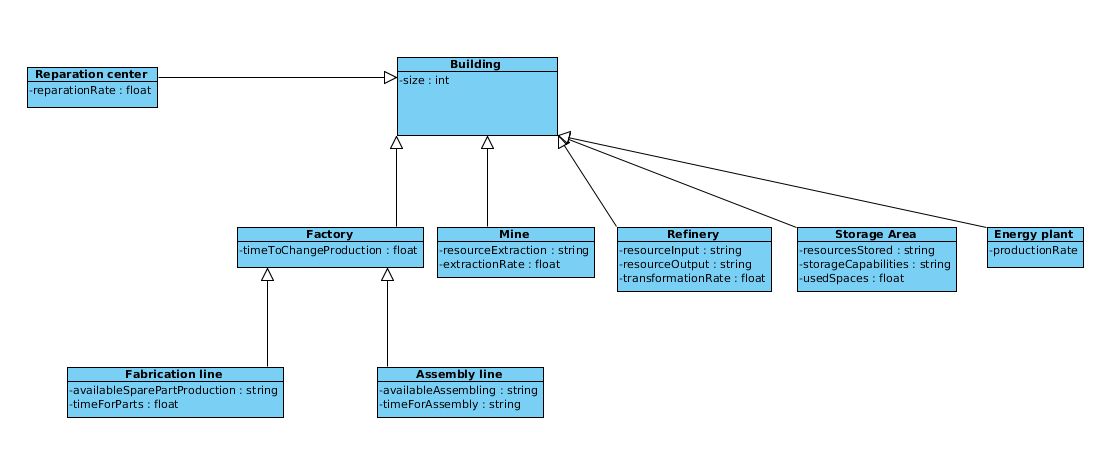 Building
-size : int
Reparation center
-reparationRate : float
Factory
-timeToChangeProduction : float
Mine
-resourceExtraction : string
-extractionRate : float
Refinery
-resourceInput : string
-resourceOutput : string
-transformationRate : float
Storage Area
-resourcesStored : string
-storageCapabilities : string
-usedSpaces : float
Energy plant
-productionRate
Fabrication line
-availableSparePartProduction : string
-timeForParts : float
Assembly line
-availableAssembling : string
-timeForAssembly : string